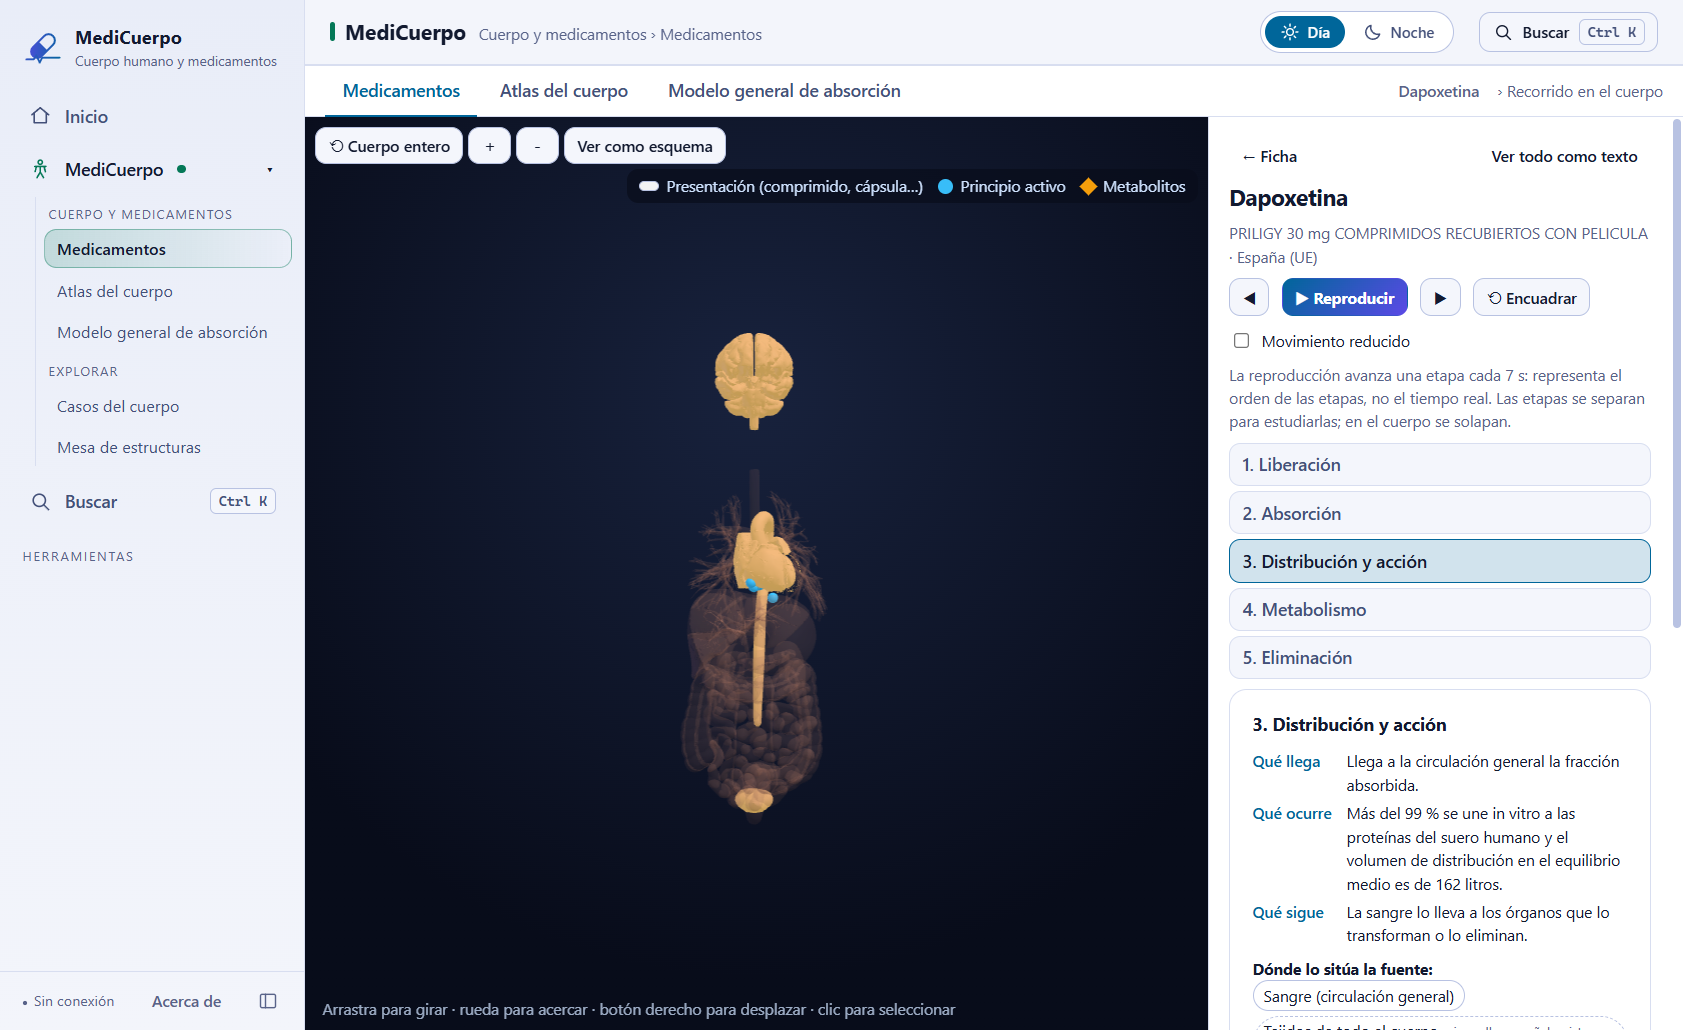 MediCuerpo
Cuerpo humano y medicamentos
Inicio
MediCuerpo
CUERPO Y MEDICAMENTOS
Medicamentos
Atlas del cuerpo
Modelo general de absorción
EXPLORAR
Casos del cuerpo
Mesa de estructuras
Buscar Ctrl K
HERRAMIENTAS
Sin conexión Acerca de
MediCuerpo Cuerpo y medicamentos › Medicamentos
Día Noche Buscar Ctrl K
Medicamentos Atlas del cuerpo Modelo general de absorción
Dapoxetina › Recorrido en el cuerpo
Cuerpo entero + - Ver como esquema
Presentación (comprimido, cápsula...) Principio activo Metabolitos
Arrastra para girar · rueda para acercar · botón derecho para desplazar · clic para seleccionar
← Ficha Ver todo como texto
Dapoxetina
PRILIGY 30 mg COMPRIMIDOS RECUBIERTOS CON PELICULA
· España (UE)
Reproducir Encuadrar
Movimiento reducido
La reproducción avanza una etapa cada 7 s: representa el
orden de las etapas, no el tiempo real. Las etapas se separan
para estudiarlas; en el cuerpo se solapan.
1. Liberación
2. Absorción
3. Distribución y acción
4. Metabolismo
5. Eliminación
3. Distribución y acción
Qué llega Llega a la circulación general la fracción
absorbida.
Qué ocurre Más del 99 % se une in vitro a las
proteínas del suero humano y el
volumen de distribución en el equilibrio
medio es de 162 litros.
Qué sigue La sangre lo lleva a los órganos que lo
transforman o lo eliminan.
Dónde lo sitúa la fuente:
Sangre (circulación general)